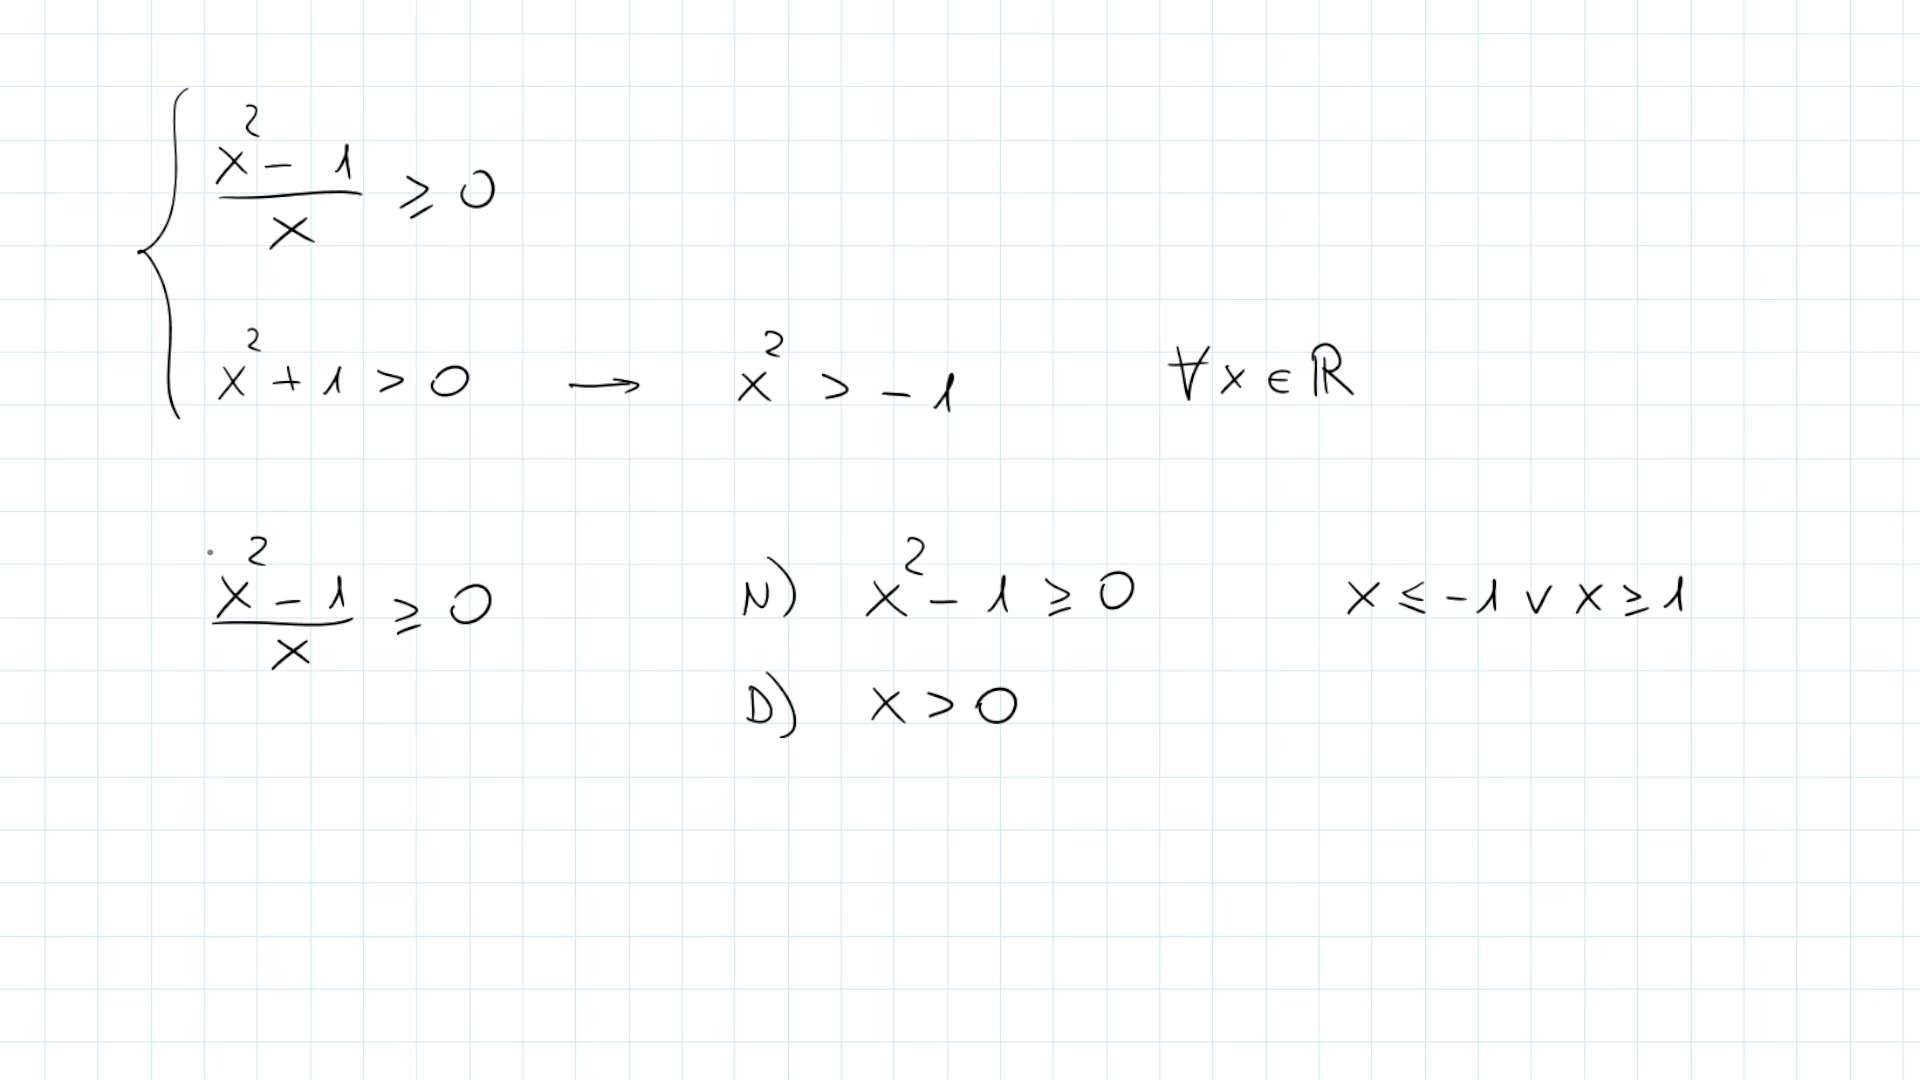 { x² - 1 / x ≥ 0
x² + 1 > 0 → x² > - 1 ∀ x ∈ ℝ
x² - 1 / x ≥ 0 N) x² - 1 ≥ 0 x ≤ - 1 ∨ x ≥ 1
D) x > 0